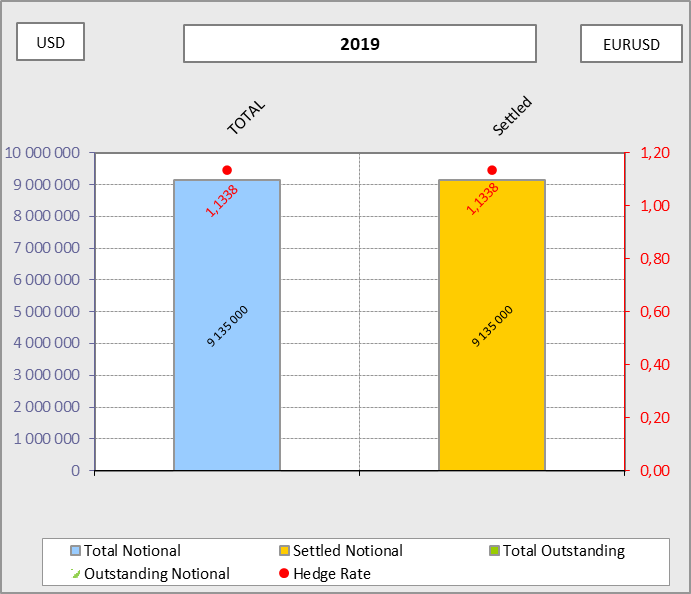 USD
2019
EURUSD
TOTAL
Settled
10 000 000
9 000 000
8 000 000
7 000 000
6 000 000
5 000 000
4 000 000
3 000 000
2 000 000
1 000 000
0
1,1338
9 135 000
1,1338
9 135 000
1,20
1,00
0,80
0,60
0,40
0,20
0,00
Total Notional
Settled Notional
Total Outstanding
Outstanding Notional
Hedge Rate